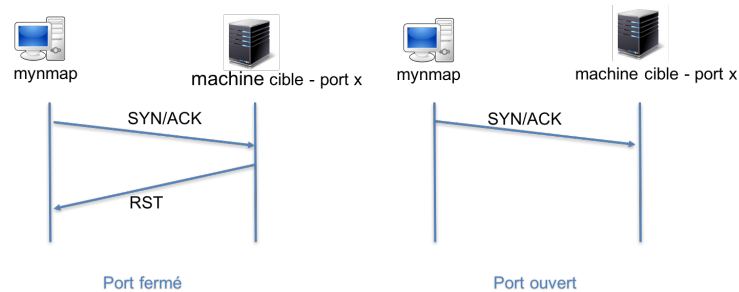 mynmap
machine cible - port x
SYN/ACK
RST
Port fermé
mynmap
machine cible - port x
SYN/ACK
Port ouvert